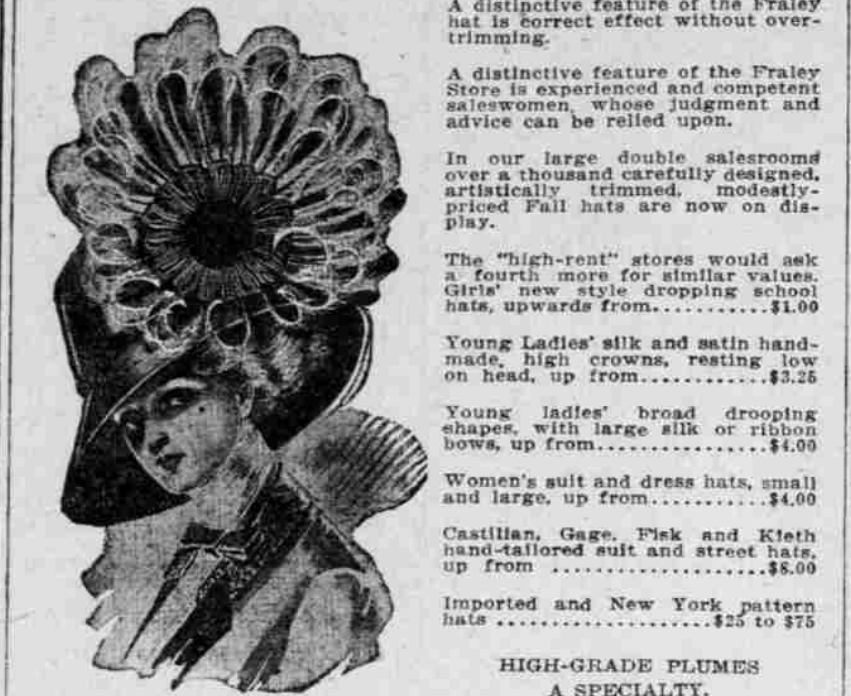 A distinctive feature of the Fraley
hat is correct effect without over-
trimming.
A distinctive feature of the Fraley
Store is experienced and competent
saleswomen, whose judgment and
advice can be relied upon.
In our large double salesrooms
over a thousand carefully designed,
artistically trimmed, modestly-
priced Fall hats are now on dis-
play.
The "high-rent" stores would ask
a fourth more for similar values.
Girls' new style dropping school
hats, upwards from...........$1.00
Young Ladies' silk and satin hand-
made, high crowns, resting low
on head, up from............$3.25
Young ladies' broad drooping
shapes, with large silk or ribbon
bows, up from...............$4.00
Women's suit and dress hats, small
and large, up from...........$4.00
Castilian, Gage, Fisk and Kieth
hand-tailored suit and street hats,
up from ....................$8.00
Imported and New York pattern
hats ....................$25 to $75
HIGH-GRADE PLUMES
A SPECIALTY.